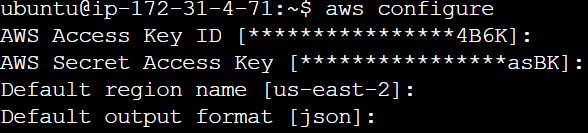 ubuntu@ip-172-31-4-71:~$ aws configure
AWS Access Key ID [****************4B6K]:
AWS Secret Access Key [****************asBK]:
Default region name [us-east-2]:
Default output format [json]: